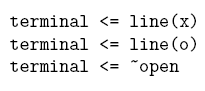 terminal <= line(x)
terminal <= line(o)
terminal <= ~open